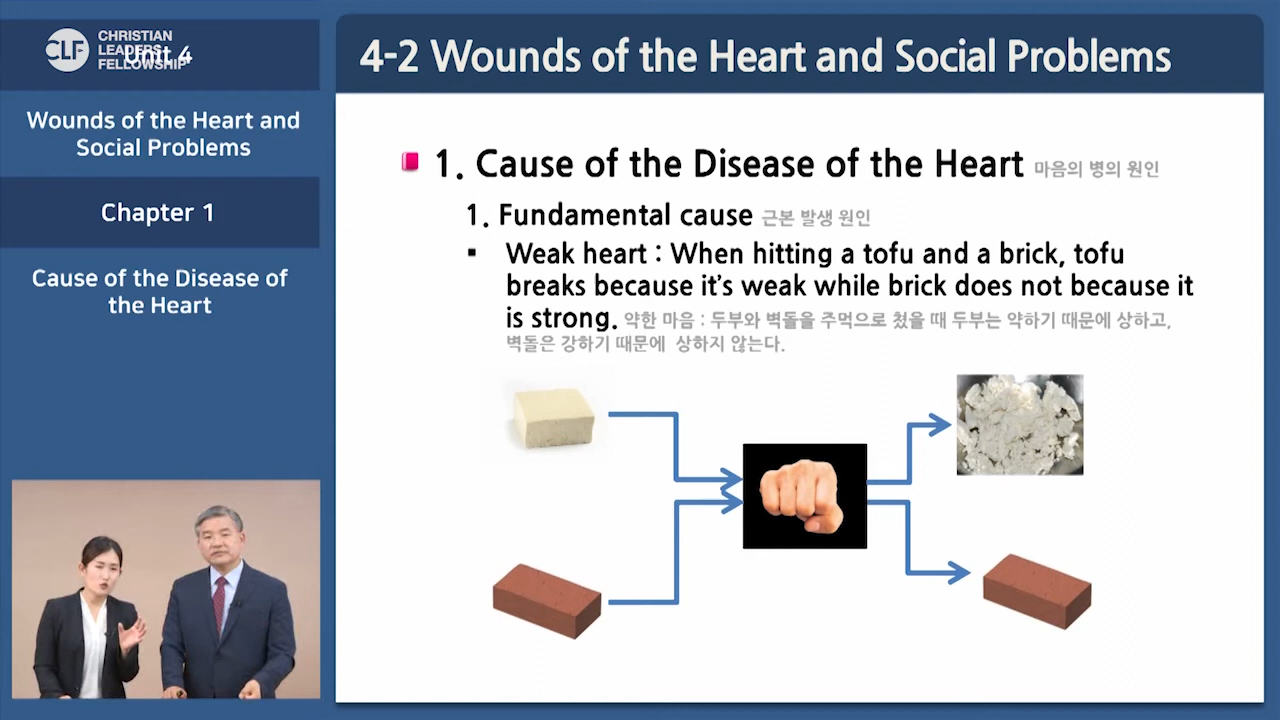 CLF
CHRISTIAN
LEADERS
FELLOWSHIP
Unit 4
Wounds of the Heart and
Social Problems
Chapter 1
Cause of the Disease of
the Heart
4-2 Wounds of the Heart and Social Problems
1. Cause of the Disease of the Heart 마음의 병의 원인
1. Fundamental cause 근본 발생 원인
▪ Weak heart : When hitting a tofu and a brick, tofu
breaks because it's weak while brick does not because it
is strong. 약한 마음 : 두부와 벽돌을 주먹으로 쳤을 때 두부는 약하기 때문에 상하고,
벽돌은 강하기 때문에 상하지 않는다.